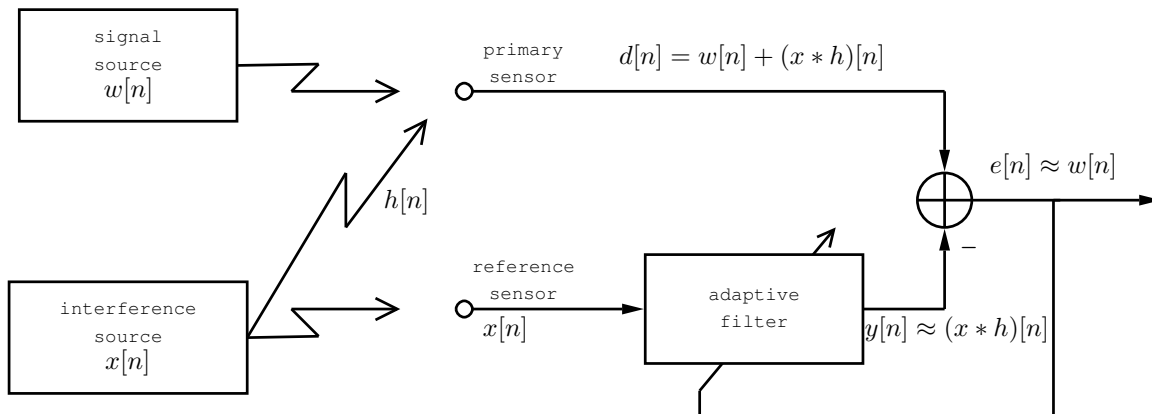 signal
source
w[n]
primary
sensor
d[n] = w[n] + (x ∗ h)[n]
e[n] ≈ w[n]
h[n]
−
interference
source
x[n]
reference
sensor
x[n]
adaptive
filter
y[n] ≈ (x ∗ h)[n]